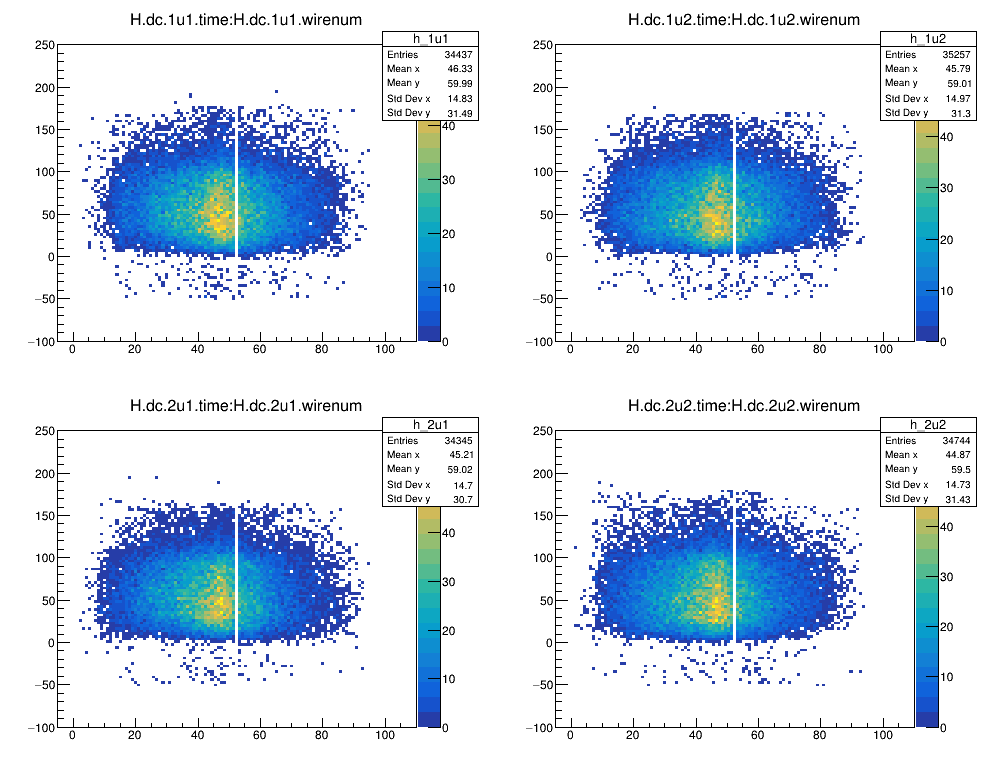 H.dc.1u1.time:H.dc.1u1.wirenum
h_1u1
Entries 34437
Mean x 46.33
Mean y 59.99
Std Dev x 14.83
Std Dev y 31.49
250
200
150
100
50
0
−50
−100
0 20 40 60 80 100
40
30
20
10
0
H.dc.1u2.time:H.dc.1u2.wirenum
h_1u2
Entries 35257
Mean x 45.79
Mean y 59.01
Std Dev x 14.97
Std Dev y 31.3
250
200
150
100
50
0
−50
−100
0 20 40 60 80 100
40
30
20
10
0
H.dc.2u1.time:H.dc.2u1.wirenum
h_2u1
Entries 34345
Mean x 45.21
Mean y 59.02
Std Dev x 14.7
Std Dev y 30.7
250
200
150
100
50
0
−50
−100
0 20 40 60 80 100
40
30
20
10
0
H.dc.2u2.time:H.dc.2u2.wirenum
h_2u2
Entries 34744
Mean x 44.87
Mean y 59.5
Std Dev x 14.73
Std Dev y 31.43
250
200
150
100
50
0
−50
−100
0 20 40 60 80 100
40
30
20
10
0